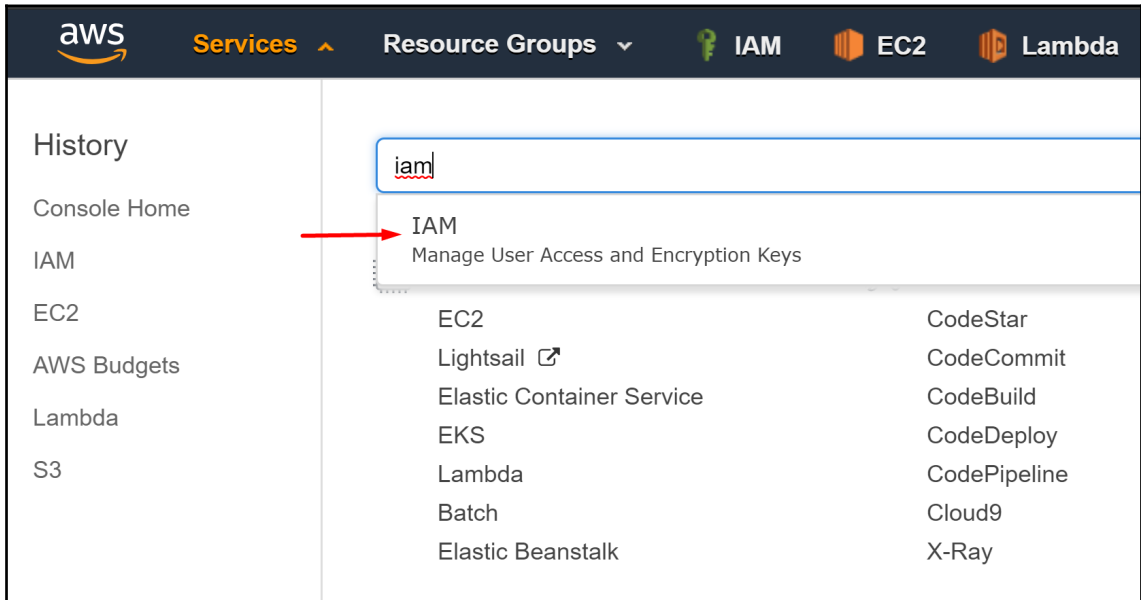 aws Services Resource Groups IAM EC2 Lambda
History
Console Home
IAM
EC2
AWS Budgets
Lambda
S3
iam
IAM
Manage User Access and Encryption Keys
EC2
Lightsail
Elastic Container Service
EKS
Lambda
Batch
Elastic Beanstalk
CodeStar
CodeCommit
CodeBuild
CodeDeploy
CodePipeline
Cloud9
X-Ray